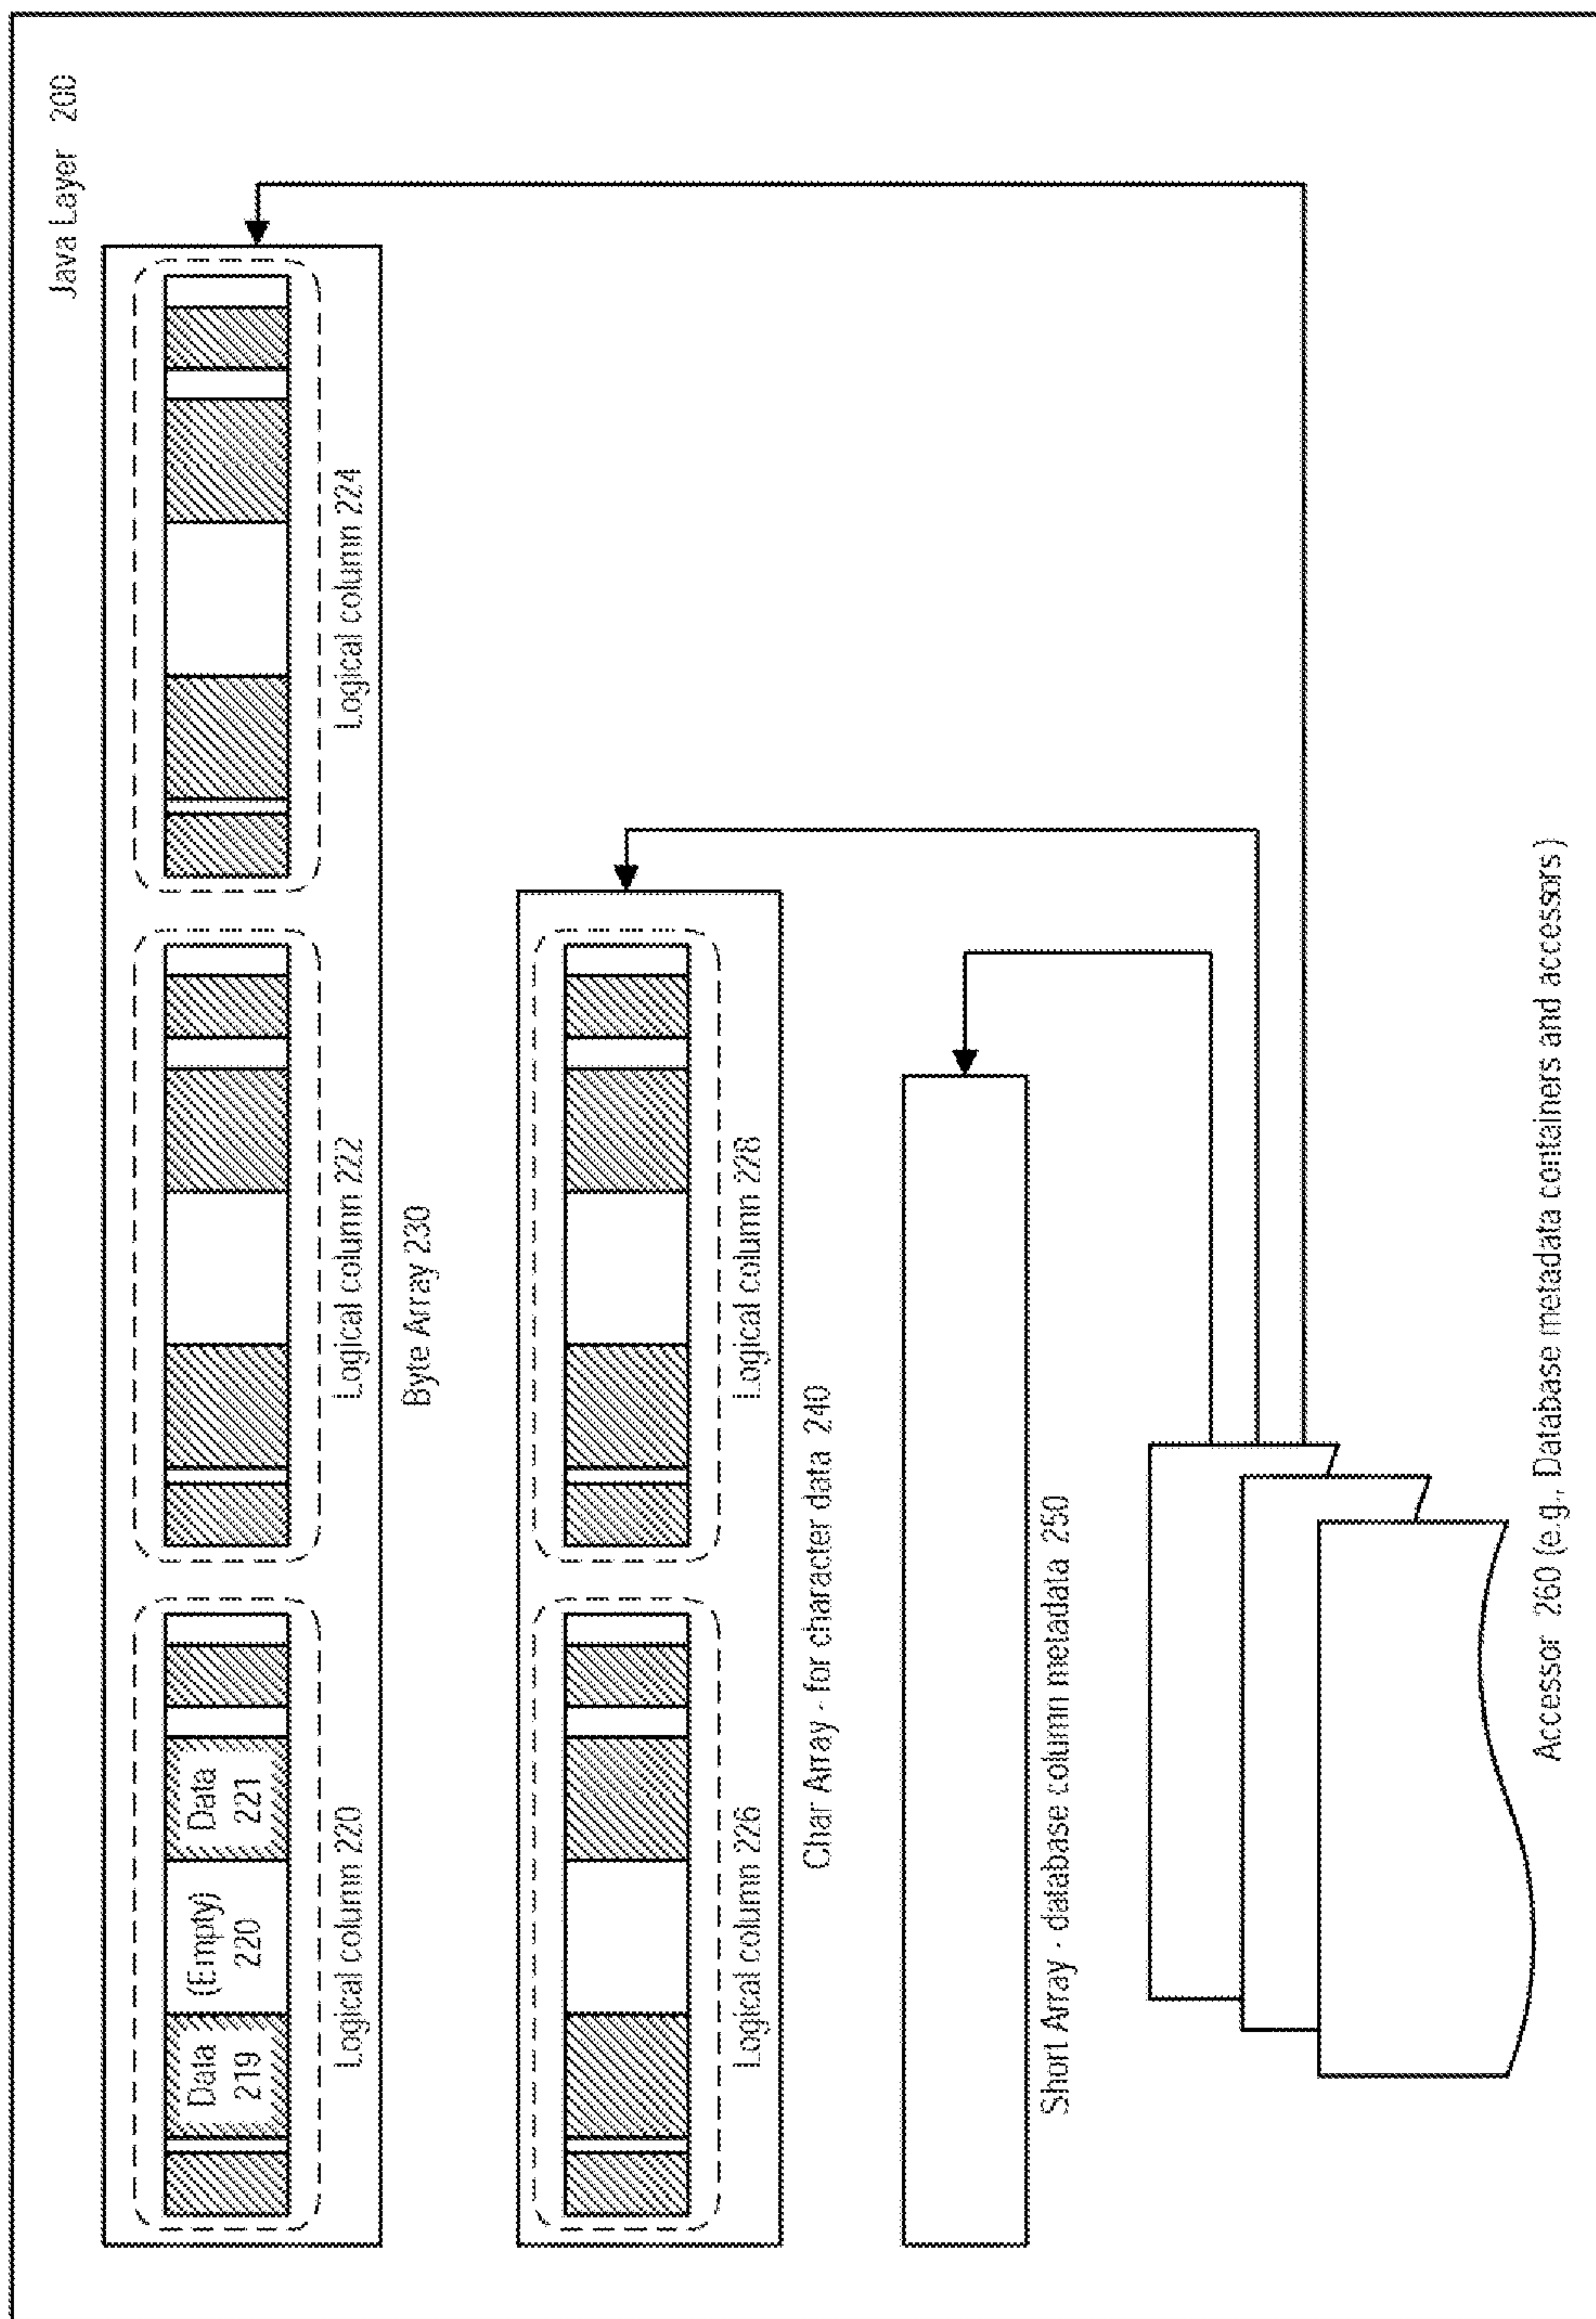 Java Layer 200
Data
219
(Empty)
220
Data
221
Logical column 220
Logical column 222
Logical column 224
Byte Array 230
Logical column 226
Logical column 228
Char Array - for character data 240
Short Array - database column metadata 250
Accessor 260 (e.g., Database metadata containers and accessors)